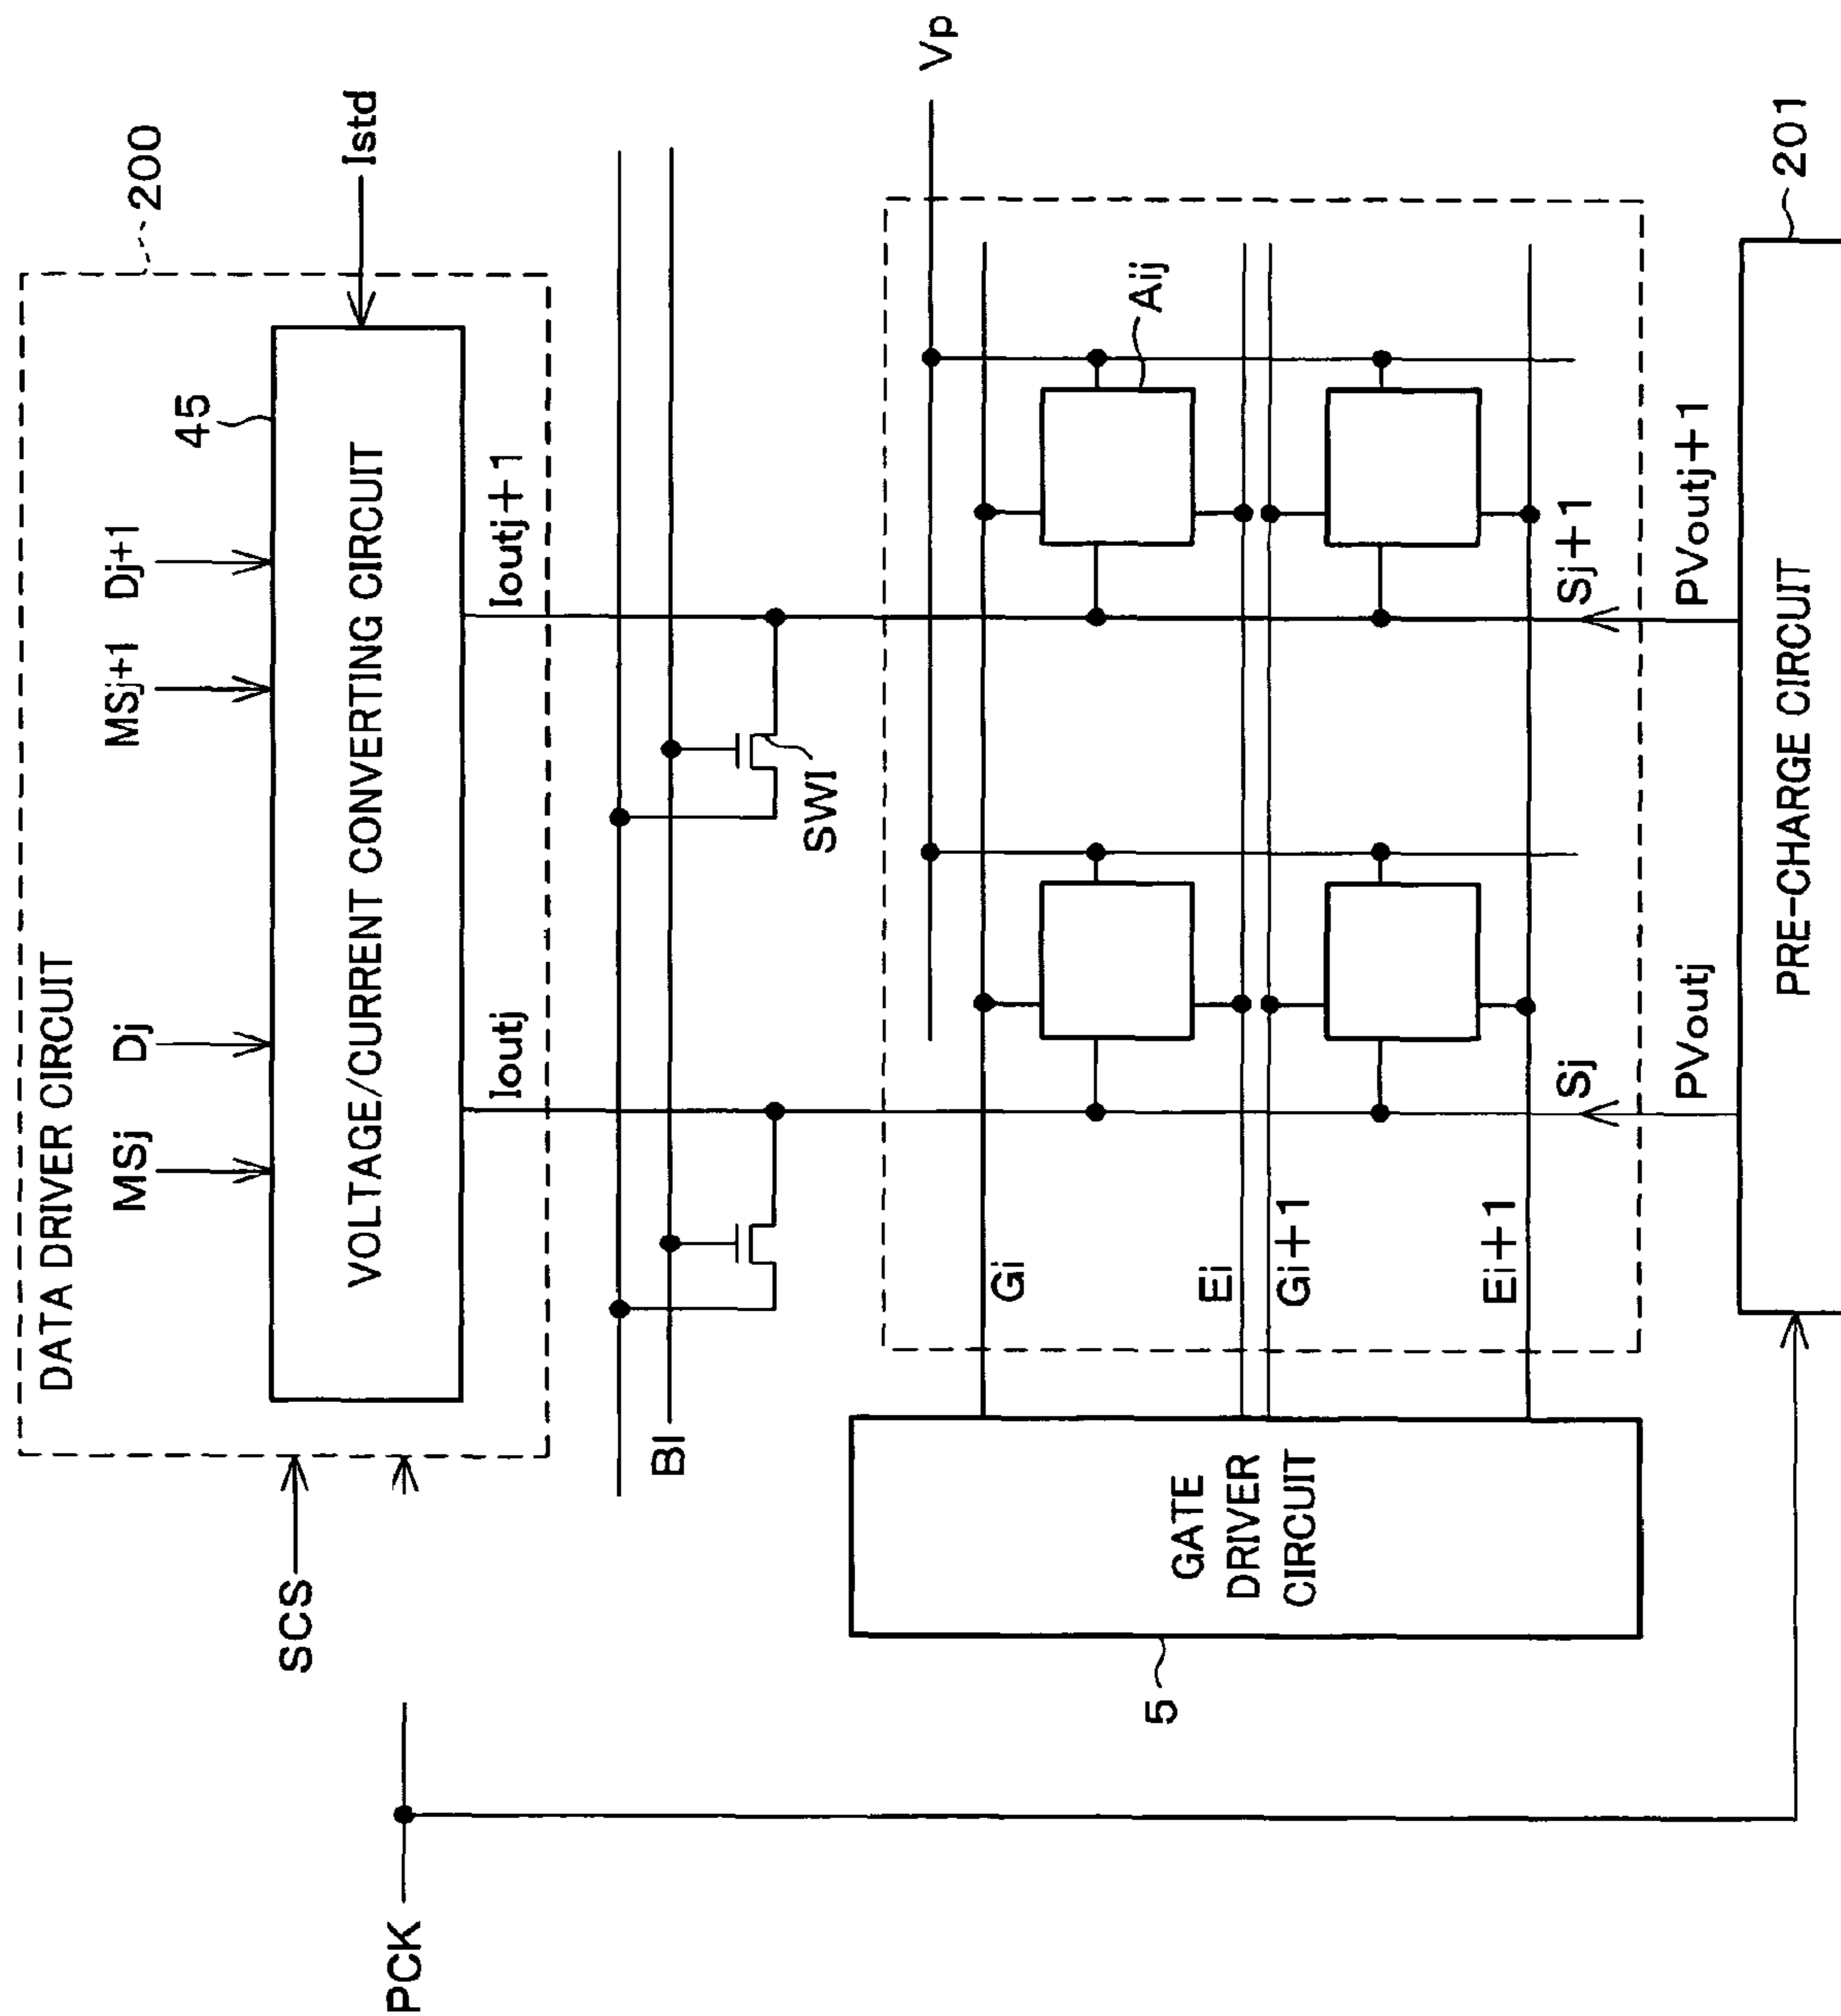 200
DATA DRIVER CIRCUIT
MSj
Dj
MSj+1
Dj+1
45
VOLTAGE/CURRENT CONVERTING CIRCUIT
Istd
SCS
PCK
Ioutj
Ioutj+1
BI
SWI
Vp
Aij
Gi
Ei
Gi+1
Ei+1
GATE
DRIVER
CIRCUIT
5
Sj
Sj+1
PVoutj
PVoutj+1
201
PRE-CHARGE CIRCUIT